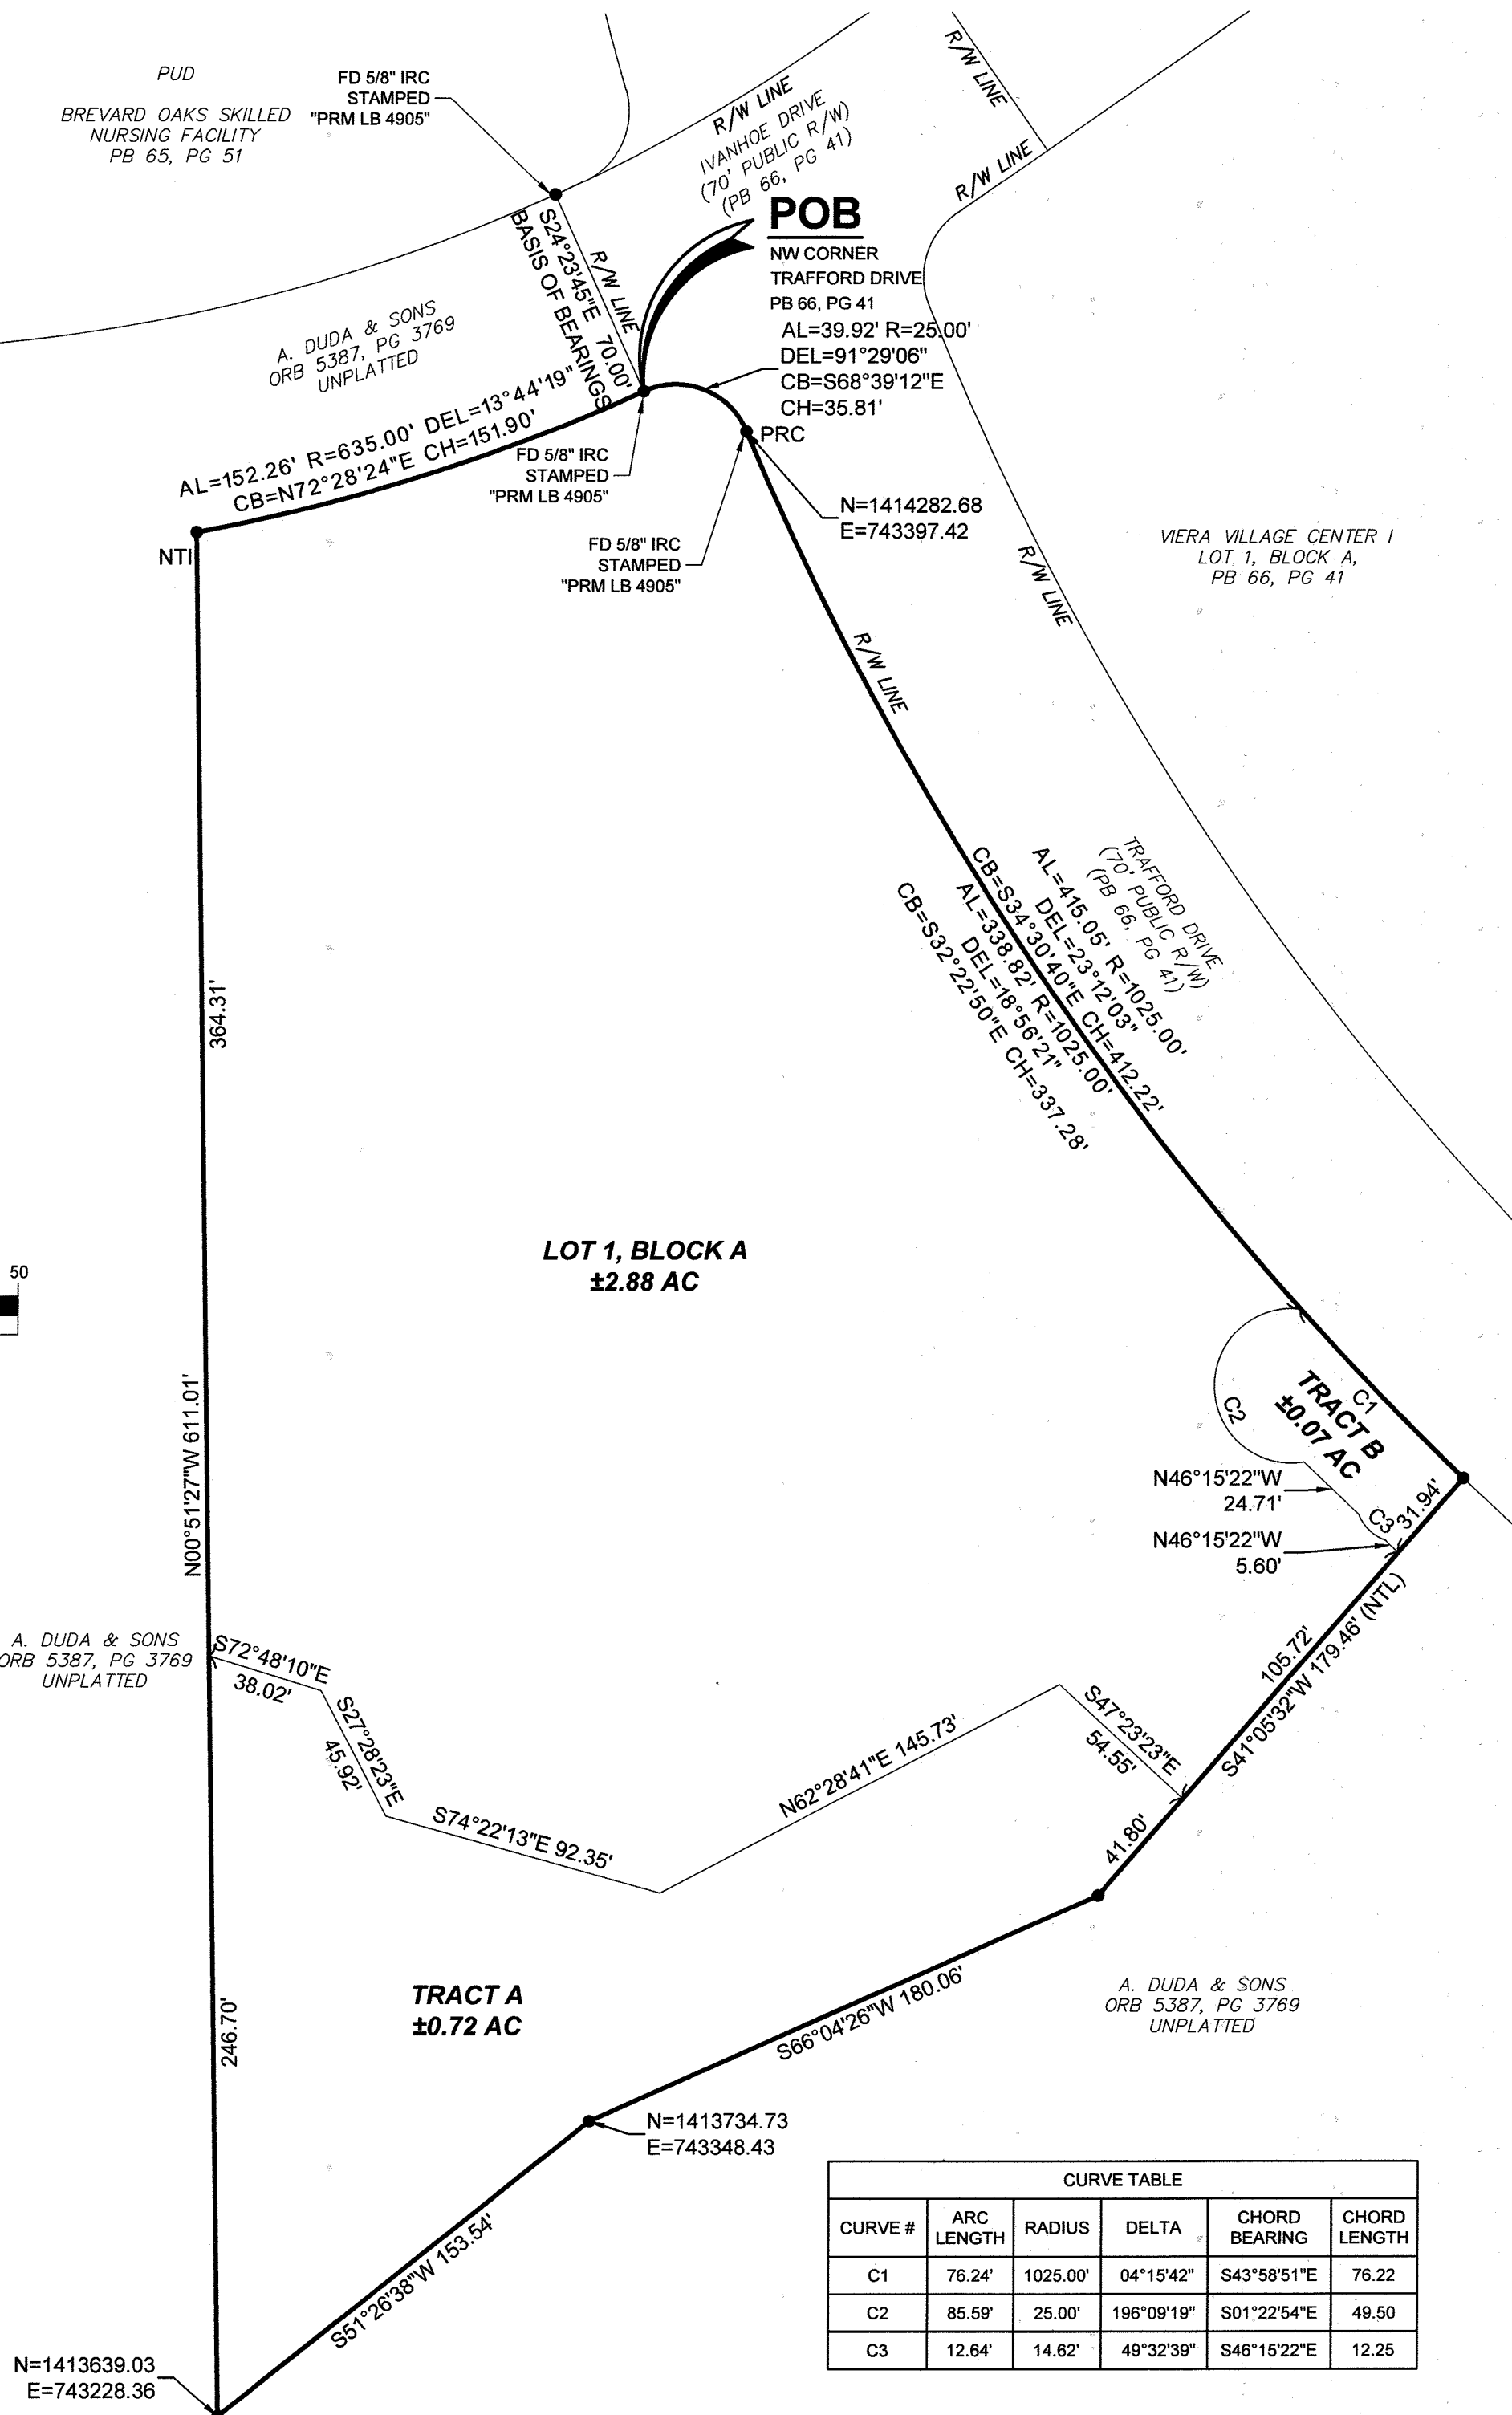 PUD
BREVARD OAKS SKILLED
NURSING FACILITY
PB 65, PG 51
FD 5/8" IRC
STAMPED
"PRM LB 4905"
R/W LINE
IVANHOE DRIVE
(70' PUBLIC R/W)
(PB 66, PG 41)
R/W LINE
R/W LINE
POB
NW CORNER
TRAFFORD DRIVE
PB 66, PG 41
AL=39.92' R=25.00'
DEL=91°29'06"
CB=S68°39'12"E
CH=35.81'
R/W LINE
S24°23'45"E 70.00'
BASIS OF BEARINGS
A. DUDA & SONS
ORB 5387, PG 3769
UNPLATTED
AL=152.26' R=635.00' DEL=13°44'19"
CB=N72°28'24"E CH=151.90'
NTI
FD 5/8" IRC
STAMPED
"PRM LB 4905"
PRC
N=1414282.68
E=743397.42
FD 5/8" IRC
STAMPED
"PRM LB 4905"
VIERA VILLAGE CENTER I
LOT 1, BLOCK A,
PB 66, PG 41
R/W LINE
R/W LINE
TRAFFORD DRIVE
(70' PUBLIC R/W)
(PB 66, PG 41)
AL=415.05' R=1025.00'
DEL=23°12'03"
CB=S34°30'40"E CH=412.22'
AL=338.82' R=1025.00'
DEL=18°56'21"
CB=S32°22'50"E CH=337.28'
364.31'
LOT 1, BLOCK A
±2.88 AC
50
N00°51'27"W 611.01'
C1
TRACT B
±0.07 AC
C2
N46°15'22"W
24.71'
C3
31.94'
N46°15'22"W
5.60'
105.72'
S41°05'32"W 179.46' (NTL)
A. DUDA & SONS
ORB 5387, PG 3769
UNPLATTED
S72°48'10"E
38.02'
S27°28'23"E
45.92'
S74°22'13"E 92.35'
N62°28'41"E 145.73'
S47°23'23"E
54.55'
41.80'
TRACT A
±0.72 AC
246.70'
S66°04'26"W 180.06'
A. DUDA & SONS
ORB 5387, PG 3769
UNPLATTED
N=1413734.73
E=743348.43
S51°26'38"W 153.54'
N=1413639.03
E=743228.36
CURVE TABLE
CURVE # ARC LENGTH RADIUS DELTA CHORD BEARING CHORD LENGTH
C1 76.24' 1025.00' 04°15'42" S43°58'51"E 76.22
C2 85.59' 25.00' 196°09'19" S01°22'54"E 49.50
C3 12.64' 14.62' 49°32'39" S46°15'22"E 12.25